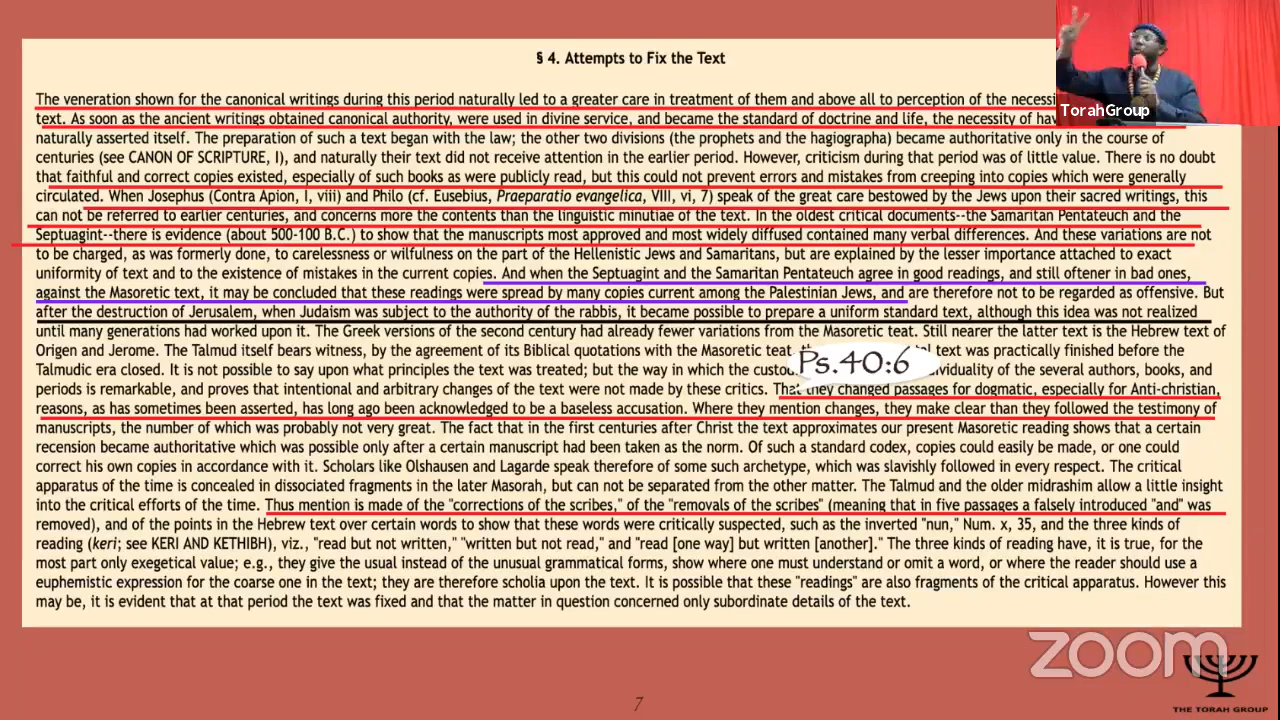 § 4. Attempts to Fix the Text
The veneration shown for the canonical writings during this period naturally led to a greater care in treatment of them and above all to perception of the
text. As soon as the ancient writings obtained canonical authority, were used in divine service, and became the standard of doctrine and life, the necessity of
TorahGroup
naturally asserted itself. The preparation of such a text began with the law; the other two divisions (the prophets and the hagiographa) became authoritative only in the course of
centuries (see CANON OF SCRIPTURE, I), and naturally their text did not receive attention in the earlier period. However, criticism during that period was of little value. There is no doubt
that faithful and correct copies existed, especially of such books as were publicly read, but this could not prevent errors and mistakes from creeping into copies which were generally
circulated. When Josephus (Contra Apion, I, viii) and Philo (cf. Eusebius, Praeparatio evangelica, VIII, vi, 7) speak of the great care bestowed by the Jews upon their sacred writings, this
can not be referred to earlier centuries, and concerns more the contents than the linguistic minutiae of the text. In the oldest critical documents--the Samaritan Pentateuch and the
Septuagint--there is evidence (about 500-100 B.C.) to show that the manuscripts most approved and most widely diffused contained many verbal differences. And these variations are not
to be charged, as was formerly done, to carelessness or wilfulness on the part of the Hellenistic Jews and Samaritans, but are explained by the lesser importance attached to exact
uniformity of text and to the existence of mistakes in the current copies. And when the Septuagint and the Samaritan Pentateuch agree in good readings, and still oftener in bad ones,
against the Masoretic text, it may be concluded that these readings were spread by many copies current among the Palestinian Jews, and are therefore not to be regarded as offensive. But
after the destruction of Jerusalem, when Judaism was subject to the authority of the rabbis, it became possible to prepare a uniform standard text, although this idea was not realized
until many generations had worked upon it. The Greek versions of the second century had already fewer variations from the Masoretic teat. Still nearer the latter text is the Hebrew text of
Origen and Jerome. The Talmud itself bears witness, by the agreement of its Biblical quotations with the Masoretic teat, text was practically finished before the
Ps.40:6
Talmudic era closed. It is not possible to say upon what principles the text was treated; but the way in which the of the several authors, books, and
periods is remarkable, and proves that intentional and arbitrary changes of the text were not made by these critics. That they changed passages for dogmatic, especially for Anti-christian,
reasons, as has sometimes been asserted, has long ago been acknowledged to be a baseless accusation. Where they mention changes, they make clear than they followed the testimony of
manuscripts, the number of which was probably not very great. The fact that in the first centuries after Christ the text approximates our present Masoretic reading shows that a certain
recension became authoritative which was possible only after a certain manuscript had been taken as the norm. Of such a standard codex, copies could easily be made, or one could
correct his own copies in accordance with it. Scholars like Olshausen and Lagarde speak therefore of some such archetype, which was slavishly followed in every respect. The critical
apparatus of the time is concealed in dissociated fragments in the later Masorah, but can not be separated from the other matter. The Talmud and the older midrashim allow a little insight
into the critical efforts of the time. Thus mention is made of the "corrections of the scribes," of the "removals of the scribes" (meaning that in five passages a falsely introduced "and" was
removed), and of the points in the Hebrew text over certain words to show that these words were critically suspected, such as the inverted "nun," Num. x, 35, and the three kinds of
reading (keri; see KERI AND KETHIBH), viz., "read but not written," "written but not read," and "read [one way] but written [another]." The three kinds of reading have, it is true, for the
most part only exegetical value; e.g., they give the usual instead of the unusual grammatical forms, show where one must understand or omit a word, or where the reader should use a
euphemistic expression for the coarse one in the text; they are therefore scholia upon the text. It is possible that these "readings" are also fragments of the critical apparatus. However this
may be, it is evident that at that period the text was fixed and that the matter in question concerned only subordinate details of the text.
zoom
THE TORAH GROUP
7